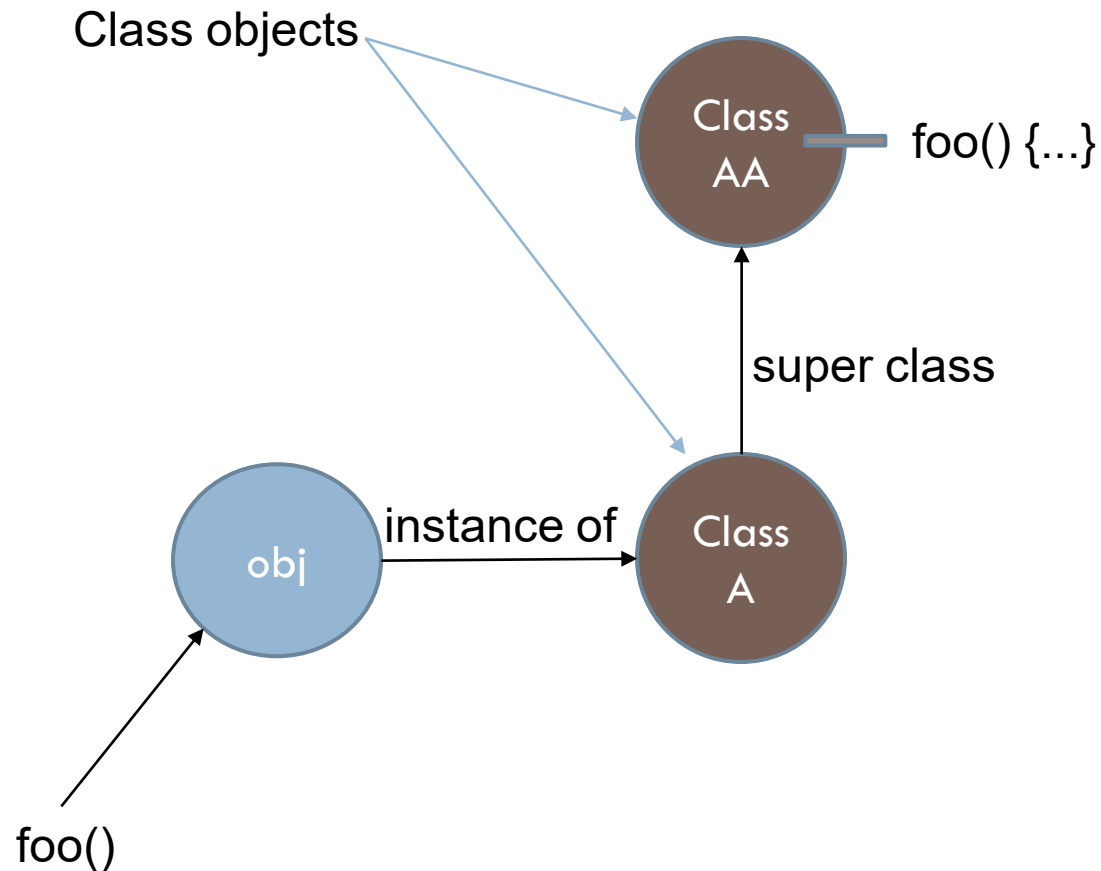 Class objects
Class
AA
foo() {...}
super class
instance of
obj
Class
A
foo()